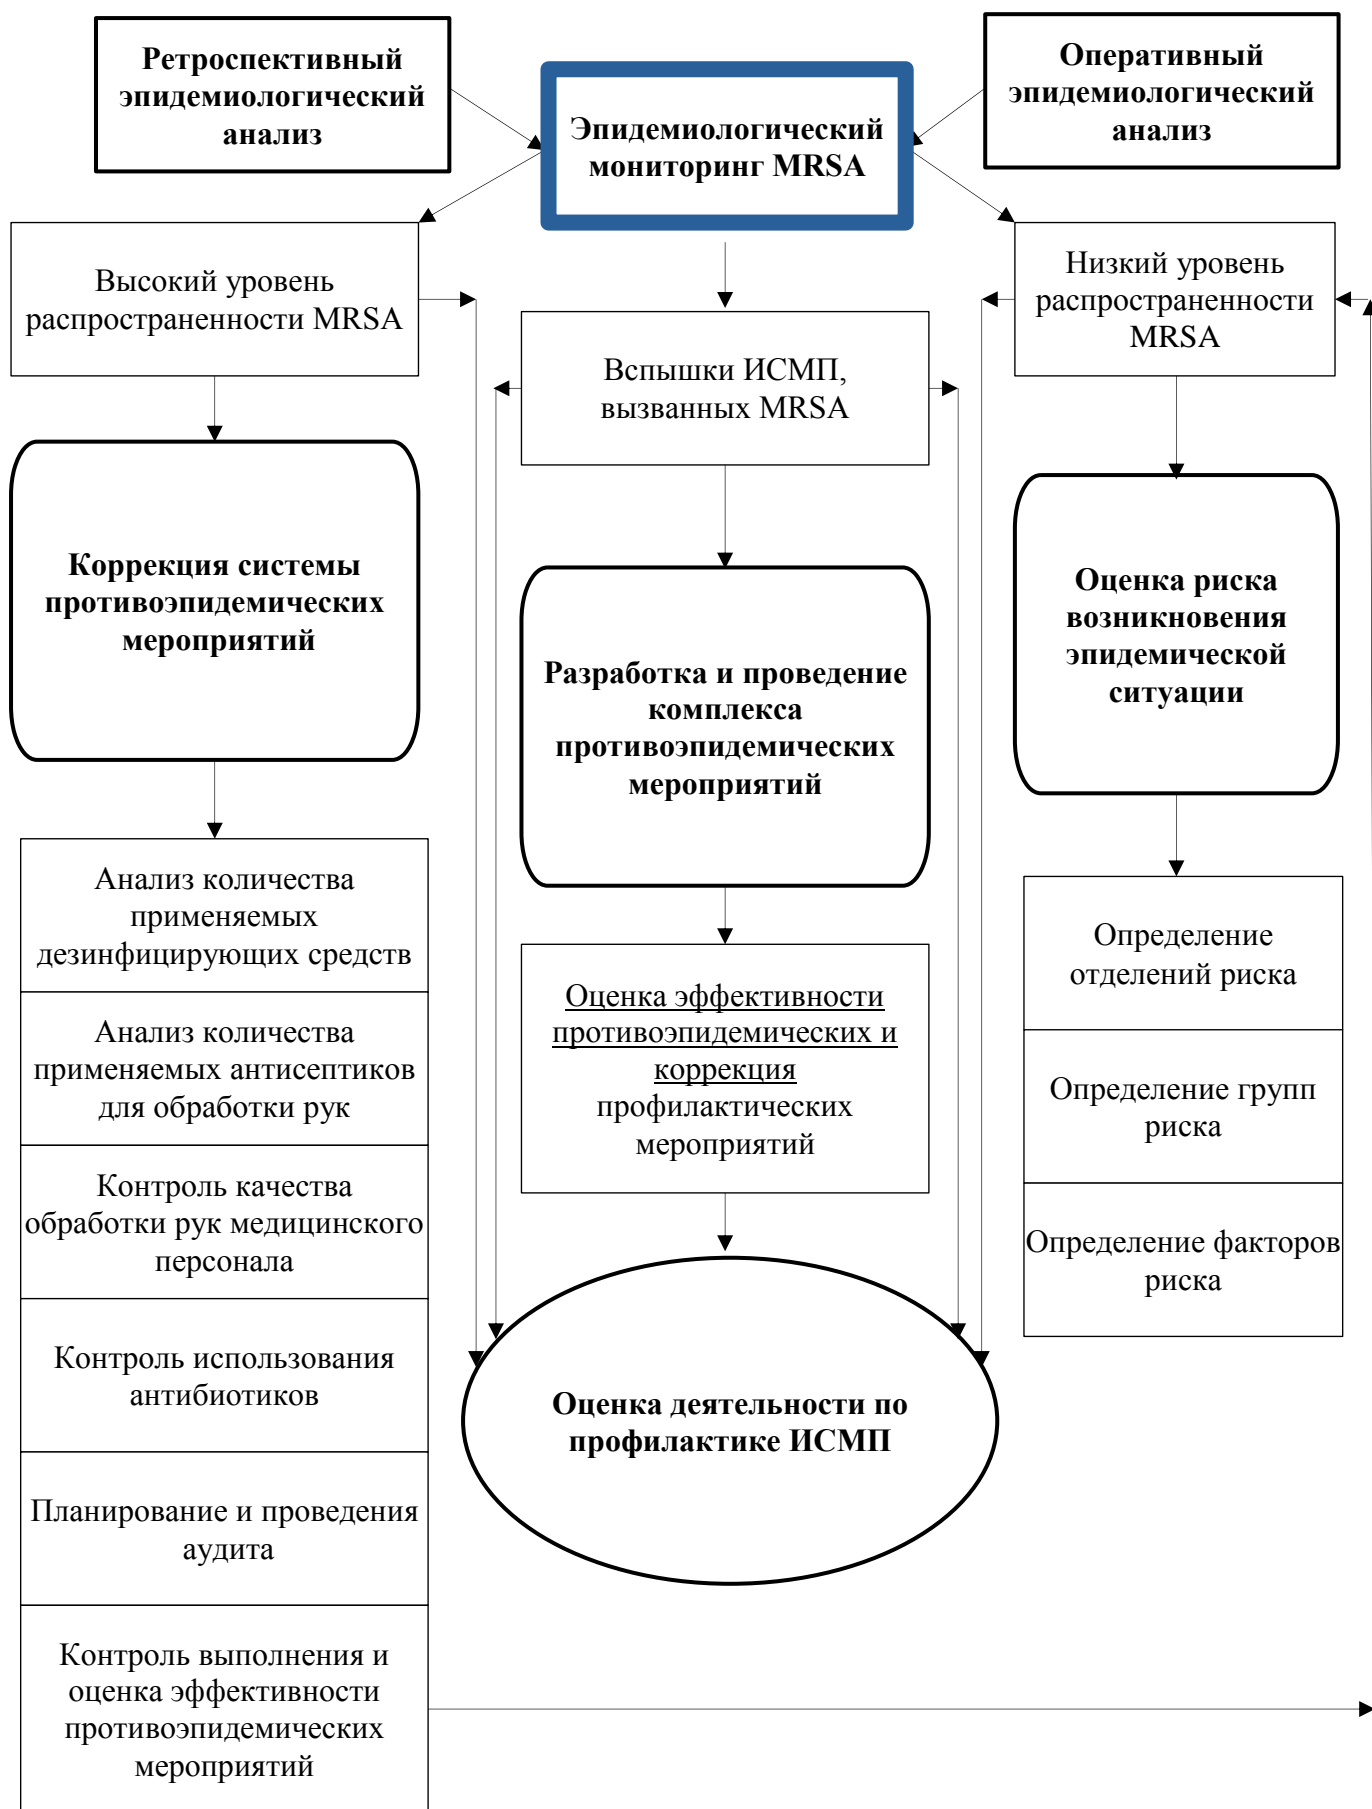 Ретроспективный
эпидемиологический
анализ
Эпидемиологический
мониторинг MRSA
Оперативный
эпидемиологический
анализ
Высокий уровень
распространенности MRSA
Вспышки ИСМП,
вызванных MRSA
Низкий уровень
распространенности
MRSA
Коррекция системы
противоэпидемических
мероприятий
Разработка и проведение
комплекса
противоэпидемических
мероприятий
Оценка риска
возникновения
эпидемической
ситуации
Анализ количества
применяемых
дезинфицирующих средств
Анализ количества
применяемых антисептиков
для обработки рук
Контроль качества
обработки рук медицинского
персонала
Контроль использования
антибиотиков
Планирование и проведения
аудита
Контроль выполнения и
оценка эффективности
противоэпидемических
мероприятий
Оценка эффективности
противоэпидемических и
коррекция
профилактических
мероприятий
Оценка деятельности по
профилактике ИСМП
Определение
отделений риска
Определение групп
риска
Определение факторов
риска